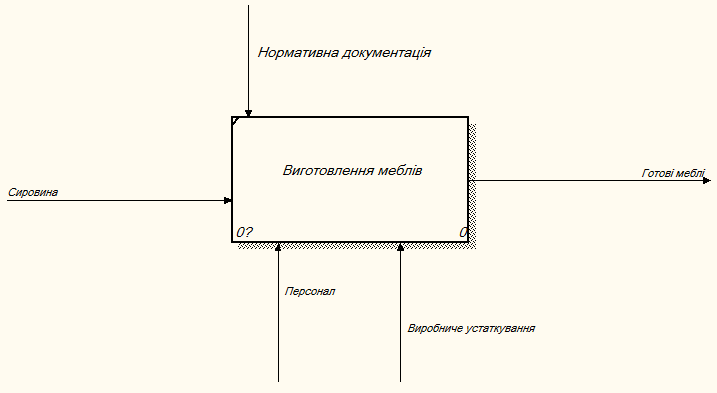 Нормативна документація
Виготовлення меблів
Готові меблі
Сировина
0?
0
Персонал
Виробниче устаткування